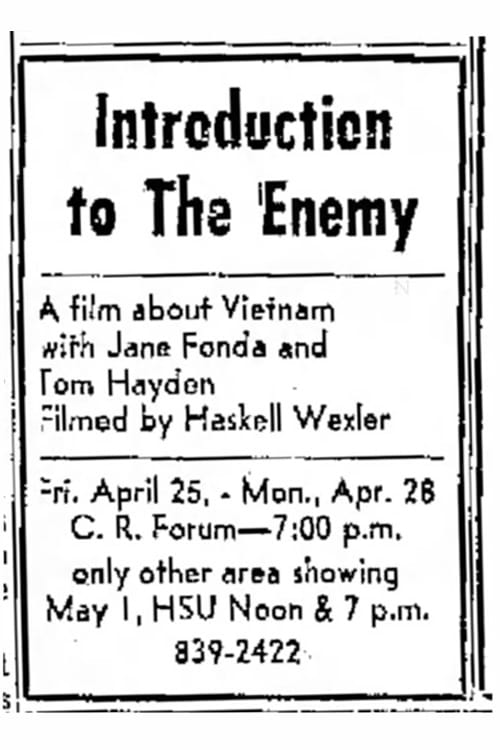 Introduction
to The Enemy
A film about Vietnam
with Jane Fonda and
Tom Hayden
Filmed by Haskell Wexler
Fri. April 25, - Mon., Apr. 28
C. R. Forum—7:00 p.m.
only other area showing
May 1, HSU Noon & 7 p.m.
839-2422